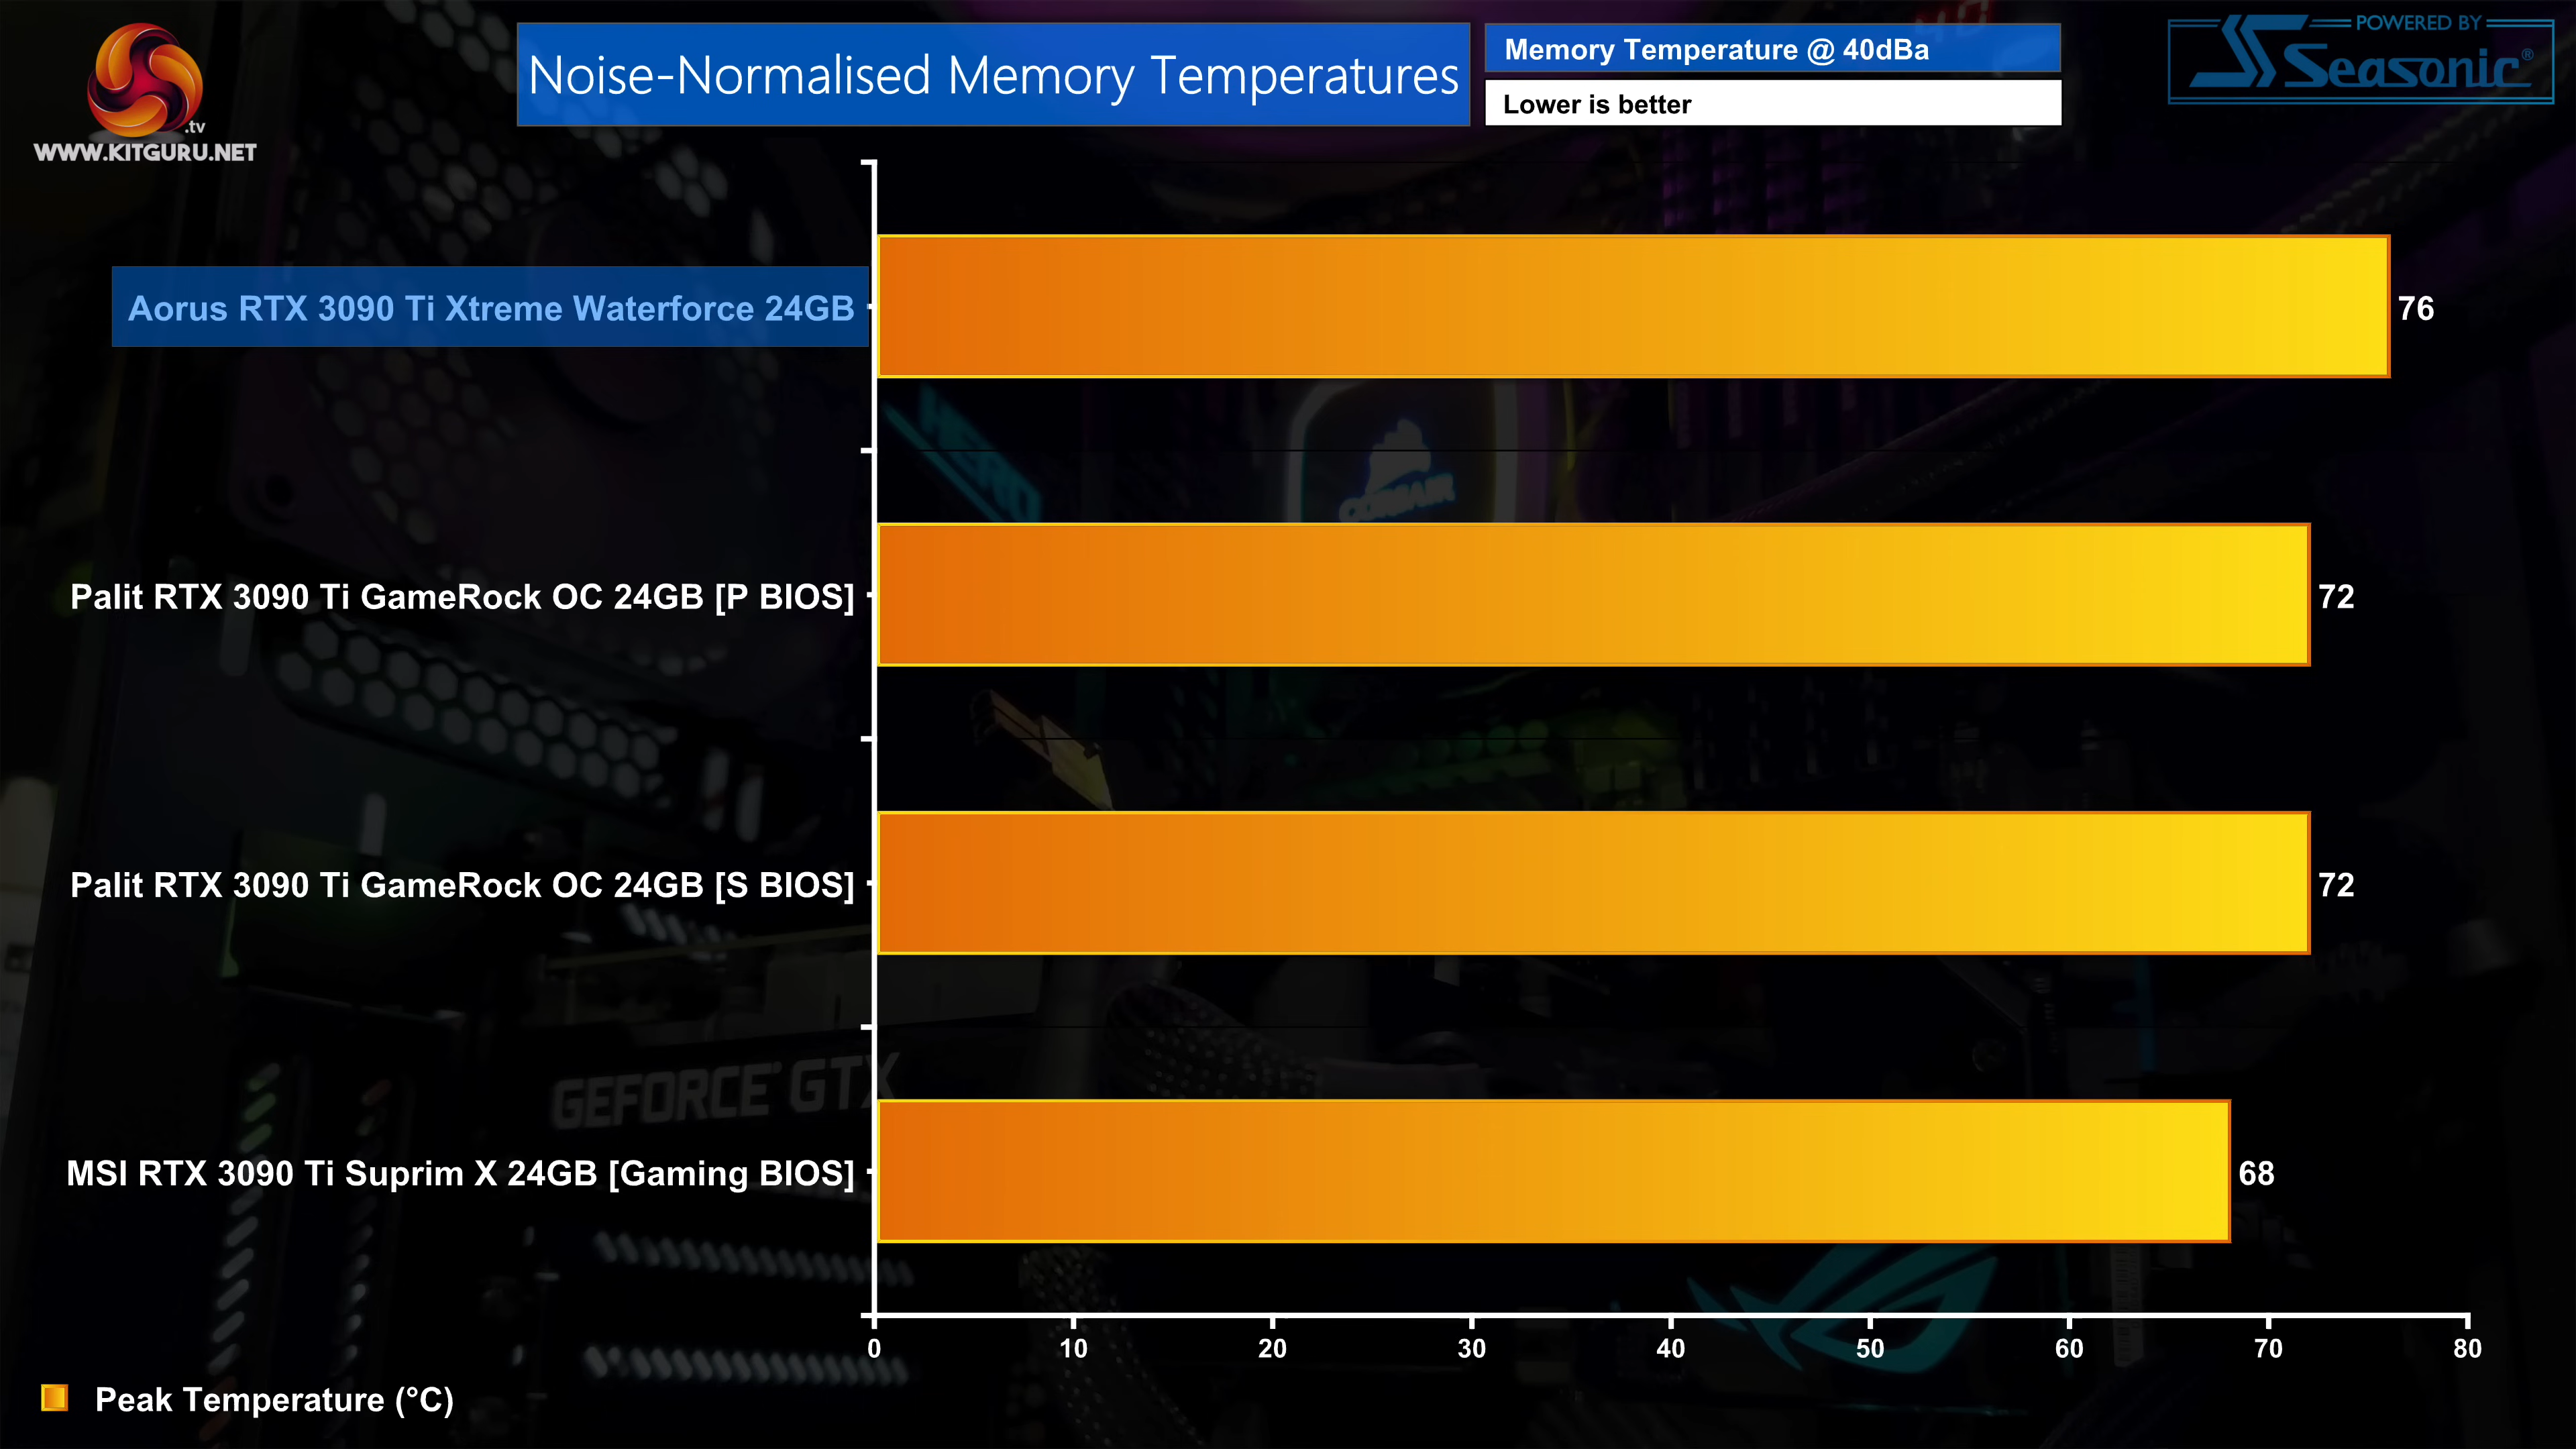 .tv
WWW.KITGURU.NET
Noise-Normalised Memory Temperatures
Memory Temperature @ 40dBa
Lower is better
POWERED BY
Seasonic®
Aorus RTX 3090 Ti Xtreme Waterforce 24GB
76
HERO
CORSAIR
Palit RTX 3090 Ti GameRock OC 24GB [P BIOS]
72
Palit RTX 3090 Ti GameRock OC 24GB [S BIOS]
72
GEFORCE GTX
MSI RTX 3090 Ti Suprim X 24GB [Gaming BIOS]
68
0 10 20 30 40 50 60 70 80
Peak Temperature (°C)